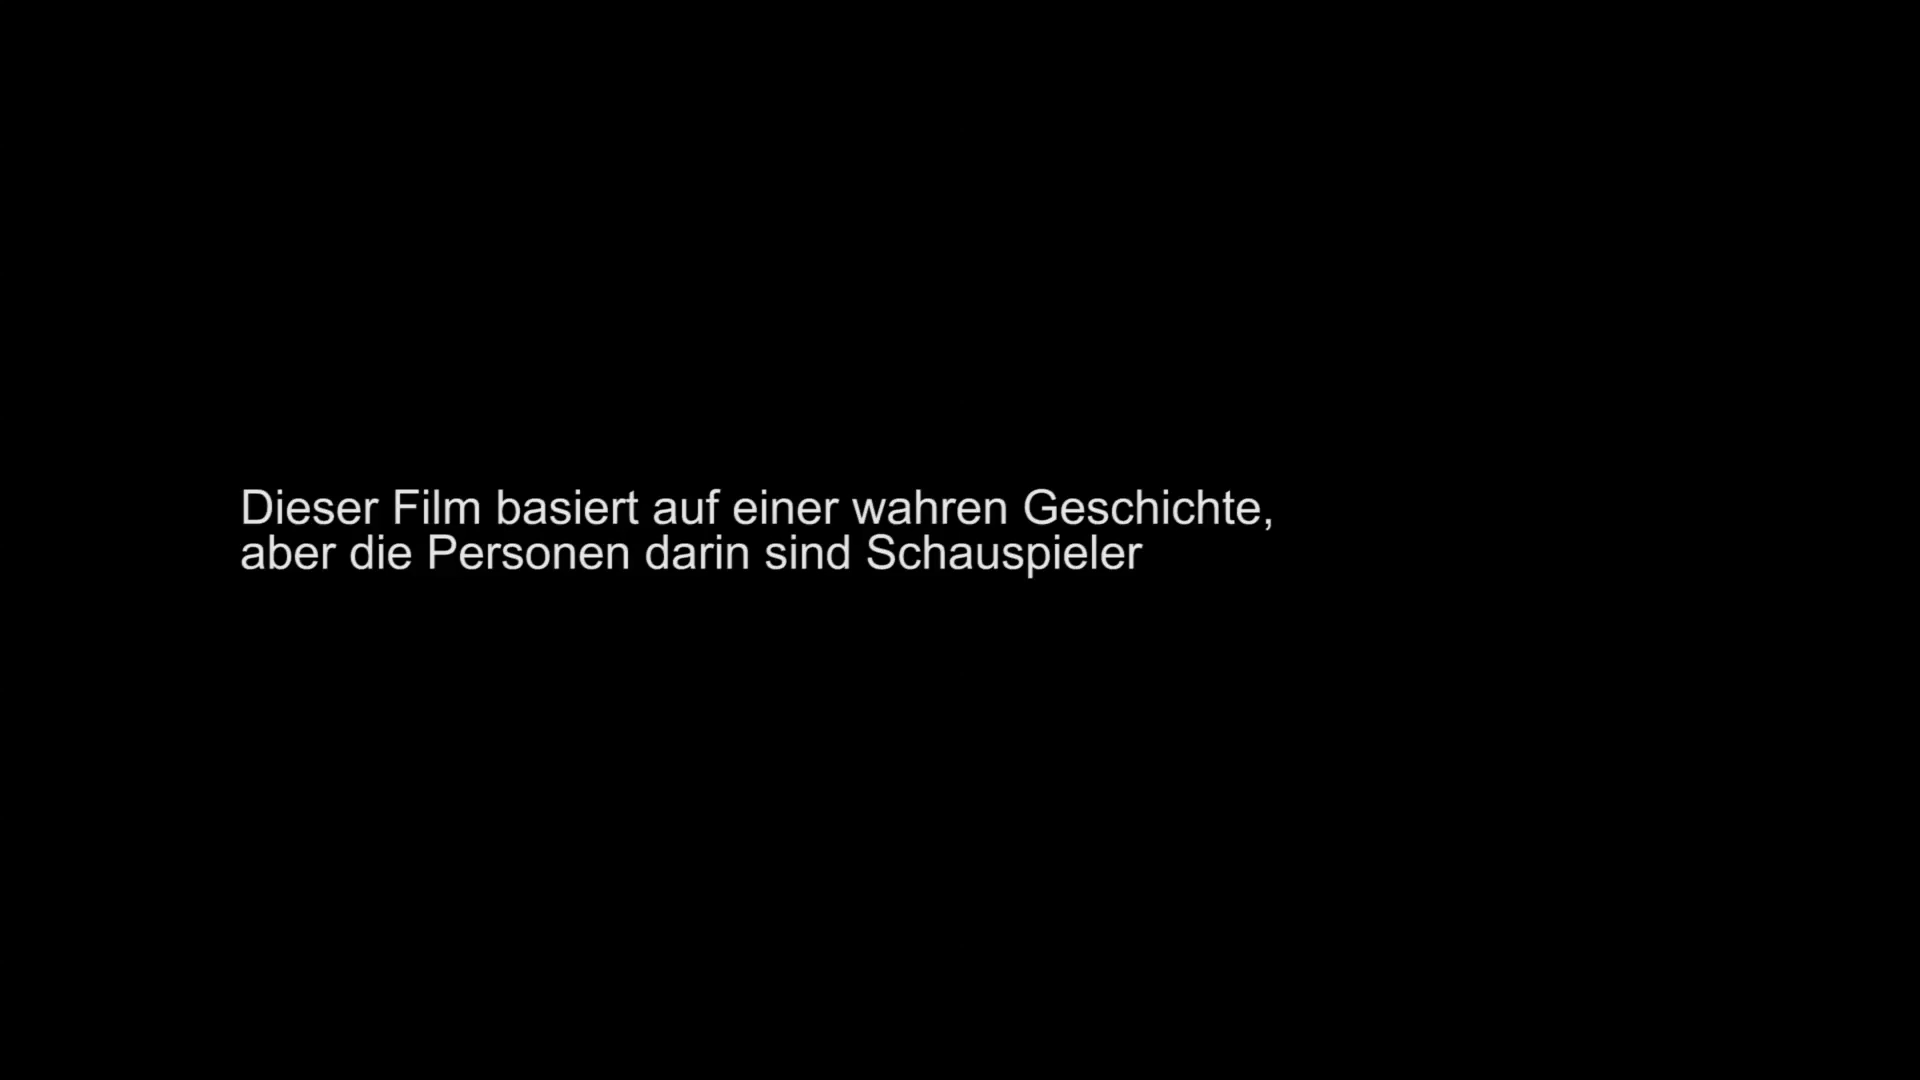 Dieser Film basiert auf einer wahren Geschichte,
aber die Personen darin sind Schauspieler